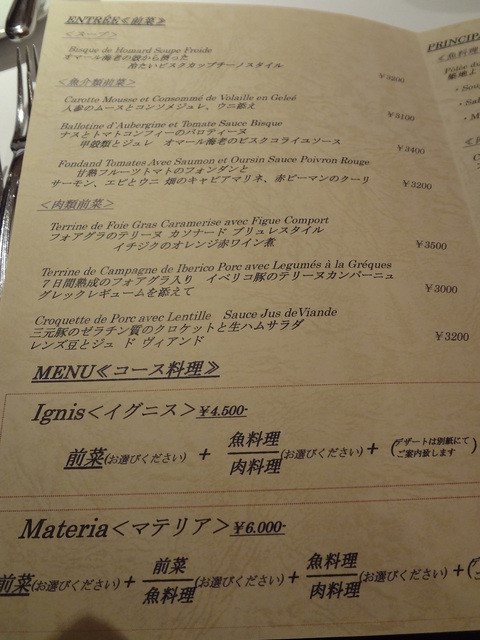 ENTRÉE≪前菜≫
<スープ>
Bisque de Homard Soupe Froide
オマール海老の殻から摂った
冷たいビスクカップチーノスタイル
¥3200
<魚介類前菜>
Carotte Mousse et Consommé de Volaille en Geleé
人参のムースとコンソメジュレ、ウニ添え
¥3100
Ballotine d'Aubergine et Tomate Sauce Bisque
ナスとトマトコンフィーのバロティーヌ
甲殻類とジュレ オマール海老のビスクコライユソース
¥3400
Fondand Tomates Avec Saumon et Oursin Sauce Poivron Rouge
甘熟フルーツトマトのフォンダンと
サーモン、エビとウニ 畑のキャビアマリネ、赤ピーマンのクーリ
¥3200
<肉類前菜>
Terrine de Foie Gras Caramerise avec Figue Comport
フォアグラのテリーヌ カソナード ブリュレスタイル
イチジクのオレンジ赤ワイン煮
¥3500
Terrine de Campagne de Iberico Porc avec Legumés à la Gréques
7日間熟成のフォアグラ入り イベリコ豚のテリーヌカンパーニュ
グレックレギュームを添えて
¥3000
Croquette de Porc avec Lentille Sauce Jus deViande
三元豚のゼラチン質のクロケットと生ハムサラダ
レンズ豆とジュ ド ヴィアンド
¥3200
MENU≪コース料理≫
Ignis<イグニス>¥4.500-
前菜(お選びください) + 魚料理
肉料理(お選びください) + (デザートは別紙にて
ご案内致します)
Materia<マテリア>¥6.000-
前菜(お選びください) + 前菜
魚料理(お選びください) + 魚料理
肉料理(お選びください) + (
PRINCIPA
<魚料理